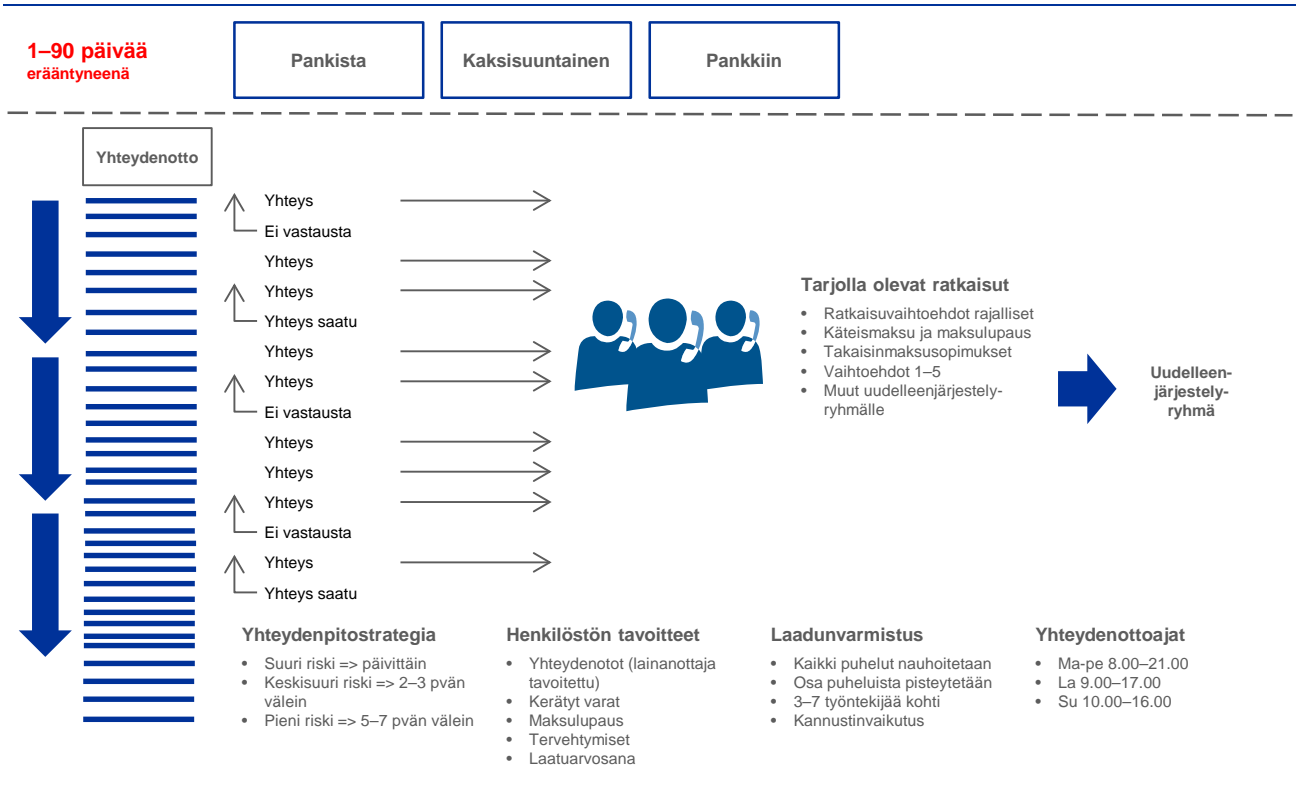 1–90 päivää
erääntyneenä
Pankista
Kaksisuuntainen
Pankkiin
Yhteydenotto
Yhteys
Ei vastausta
Yhteys
Yhteys
Yhteys saatu
Yhteys
Yhteys
Ei vastausta
Yhteys
Yhteys
Yhteys
Ei vastausta
Yhteys
Yhteys saatu
Tarjolla olevat ratkaisut
• Ratkaisuvaihtoehdot rajalliset
• Käteismaksu ja maksulupaus
• Takaisinmaksusopimukset
• Vaihtoehdot 1–5
• Muut uudelleenjärjestely-
ryhmälle
Uudelleen-
järjestely-
ryhmä
Yhteydenpitostrategia
• Suuri riski => päivittäin
• Keskisuuri riski => 2–3 pvän
välein
• Pieni riski => 5–7 pvän välein
Henkilöstön tavoitteet
• Yhteydenotot (lainanottaja
tavoitettu)
• Kerätyt varat
• Maksulupaus
• Tervehtymiset
• Laatuarvosana
Laadunvarmistus
• Kaikki puhelut nauhoitetaan
• Osa puheluista pisteytetään
• 3–7 työntekijää kohti
• Kannustinvaikutus
Yhteydenottoajat
• Ma-pe 8.00–21.00
• La 9.00–17.00
• Su 10.00–16.00